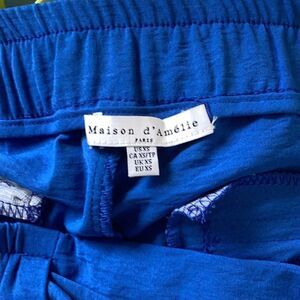 Maison d'Amélie
PARIS
US XS
CA XS/TP
UK XS
EU XS